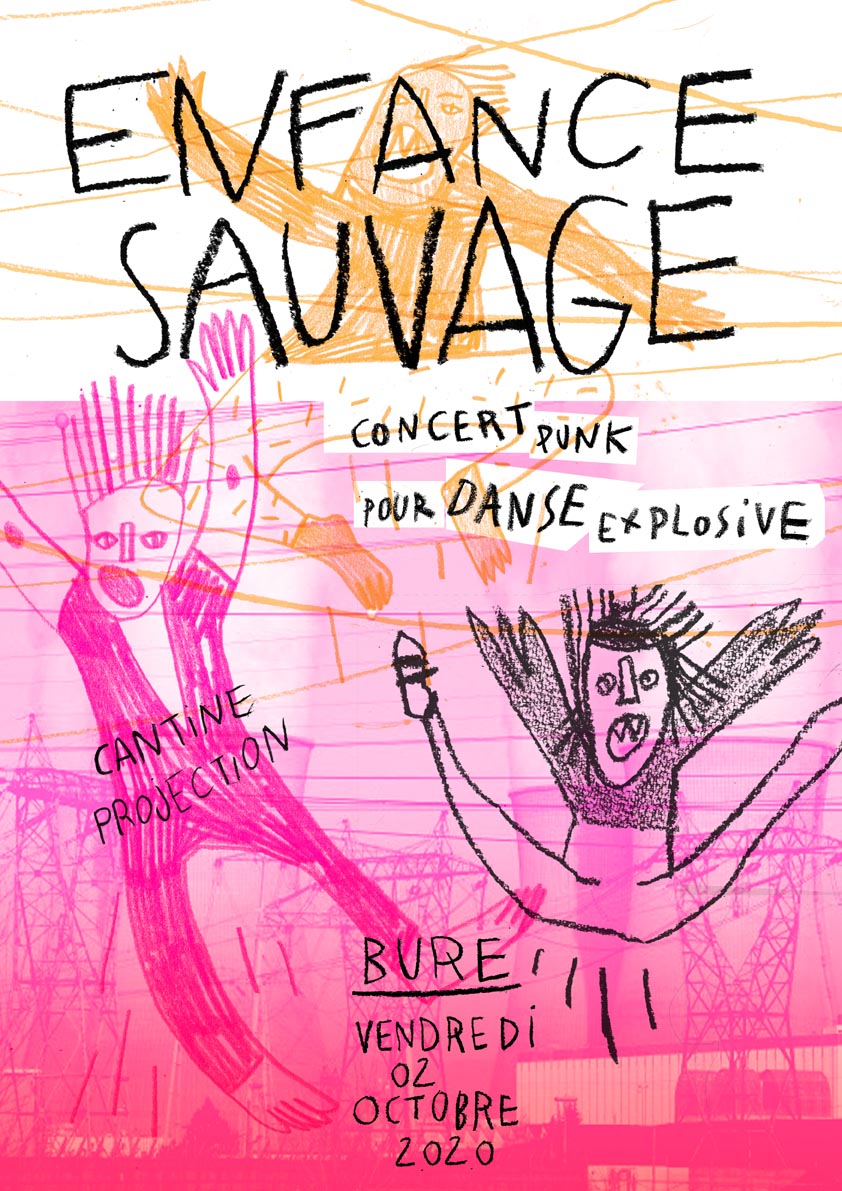 ENFANCE
SAUVAGE
CONCERT PUNK
POUR DANSE EXPLOSiVE
CANTiNE
PROJECTiON
BURE
VENDREDi
02
OCTOBRE
2020